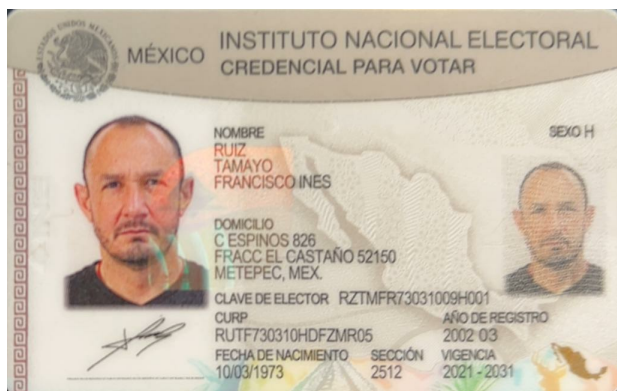 MÉXICO
INSTITUTO NACIONAL ELECTORAL
CREDENCIAL PARA VOTAR
NOMBRE
SEXO H
RUIZ
TAMAYO
FRANCISCO INES
DOMICILIO
C ESPINOS 826
FRACC EL CASTAÑO 52150
METEPEC, MEX.
CLAVE DE ELECTOR RZTMFR73031009H001
CURP
AÑO DE REGISTRO
RUTF730310HDFZMR05
2002 03
FECHA DE NACIMIENTO SECCIÓN VIGENCIA
10/03/1973 2512 2021 - 2031